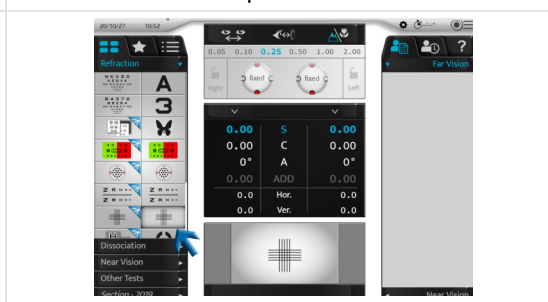 20/10/27 10:52
Refraction
A
3
0.05 0.10 0.25 0.50 1.00 2.00
Right fixed fixed Left
0.00 S 0.00
0.00 C 0.00
0° A 0°
0.00 ADD 0.00
0.0 Hor. 0.0
0.0 Ver. 0.0
Dissociation
Near Vision
Other Tests
Section - 2019
?
Far Vision
Near Vision